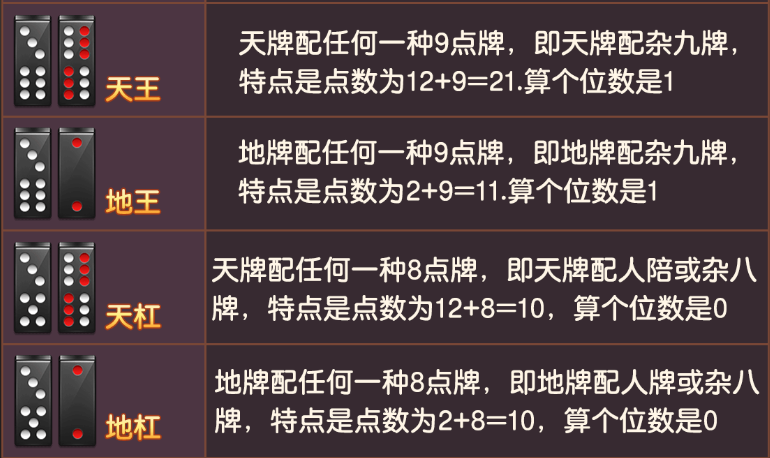 天牌配任何一种9点牌，即天牌配杂九牌，
特点是点数为12+9=21.算个位数是1
天王
地牌配任何一种9点牌，即地牌配杂九牌，
特点是点数为2+9=11.算个位数是1
地王
天牌配任何一种8点牌，即天牌配人陪或杂八
牌，特点是点数为12+8=10，算个位数是0
天杠
地牌配任何一种8点牌，即地牌配人牌或杂八
牌，特点是点数为2+8=10，算个位数是0
地杠